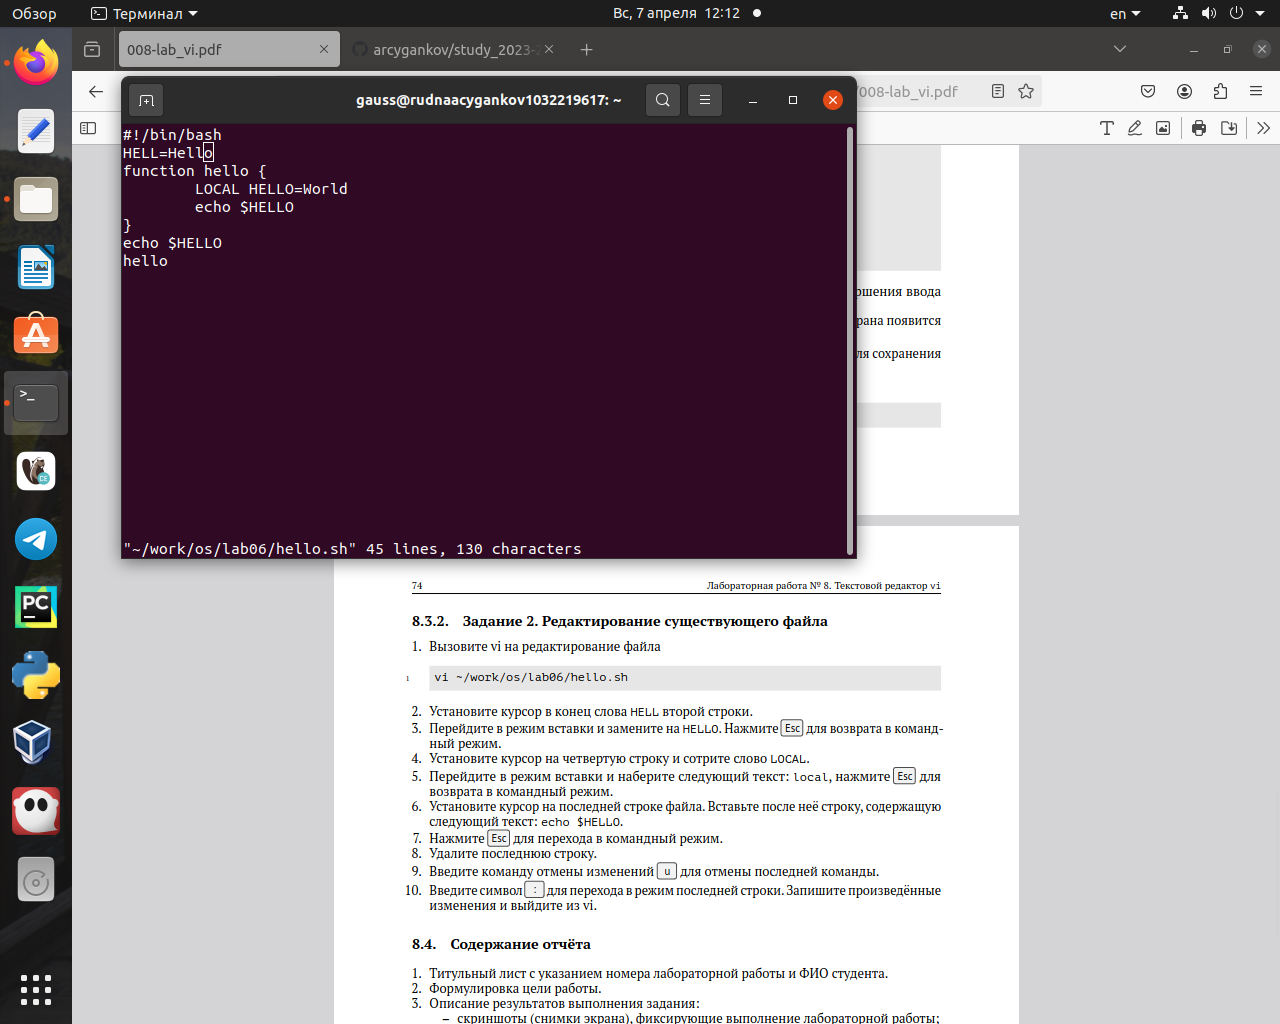 Обзор
Терминал
Вс, 7 апреля 12:12
en
008-lab_vi.pdf
arcygankov/study_2023-2
gauss@rudnaacygankov1032219617: ~
/008-lab_vi.pdf
#!/bin/bash
HELL=Hello
function hello {
LOCAL HELLO=World
echo $HELLO
}
echo $HELLO
hello
"~/work/os/lab06/hello.sh" 45 lines, 130 characters
ршения ввода
рана появится
ля сохранения
74
Лабораторная работа № 8. Текстовой редактор vi
8.3.2. Задание 2. Редактирование существующего файла
1. Вызовите vi на редактирование файла
1 vi ~/work/os/lab06/hello.sh
2. Установите курсор в конец слова HELL второй строки.
3. Перейдите в режим вставки и замените на HELLO. Нажмите Esc для возврата в команд-
ный режим.
4. Установите курсор на четвертую строку и сотрите слово LOCAL.
5. Перейдите в режим вставки и наберите следующий текст: local, нажмите Esc для
возврата в командный режим.
6. Установите курсор на последней строке файла. Вставьте после неё строку, содержащую
следующий текст: echo $HELLO.
7. Нажмите Esc для перехода в командный режим.
8. Удалите последнюю строку.
9. Введите команду отмены изменений u для отмены последней команды.
10. Введите символ : для перехода в режим последней строки. Запишите произведённые
изменения и выйдите из vi.
8.4. Содержание отчёта
1. Титульный лист с указанием номера лабораторной работы и ФИО студента.
2. Формулировка цели работы.
3. Описание результатов выполнения задания:
– скриншоты (снимки экрана), фиксирующие выполнение лабораторной работы;